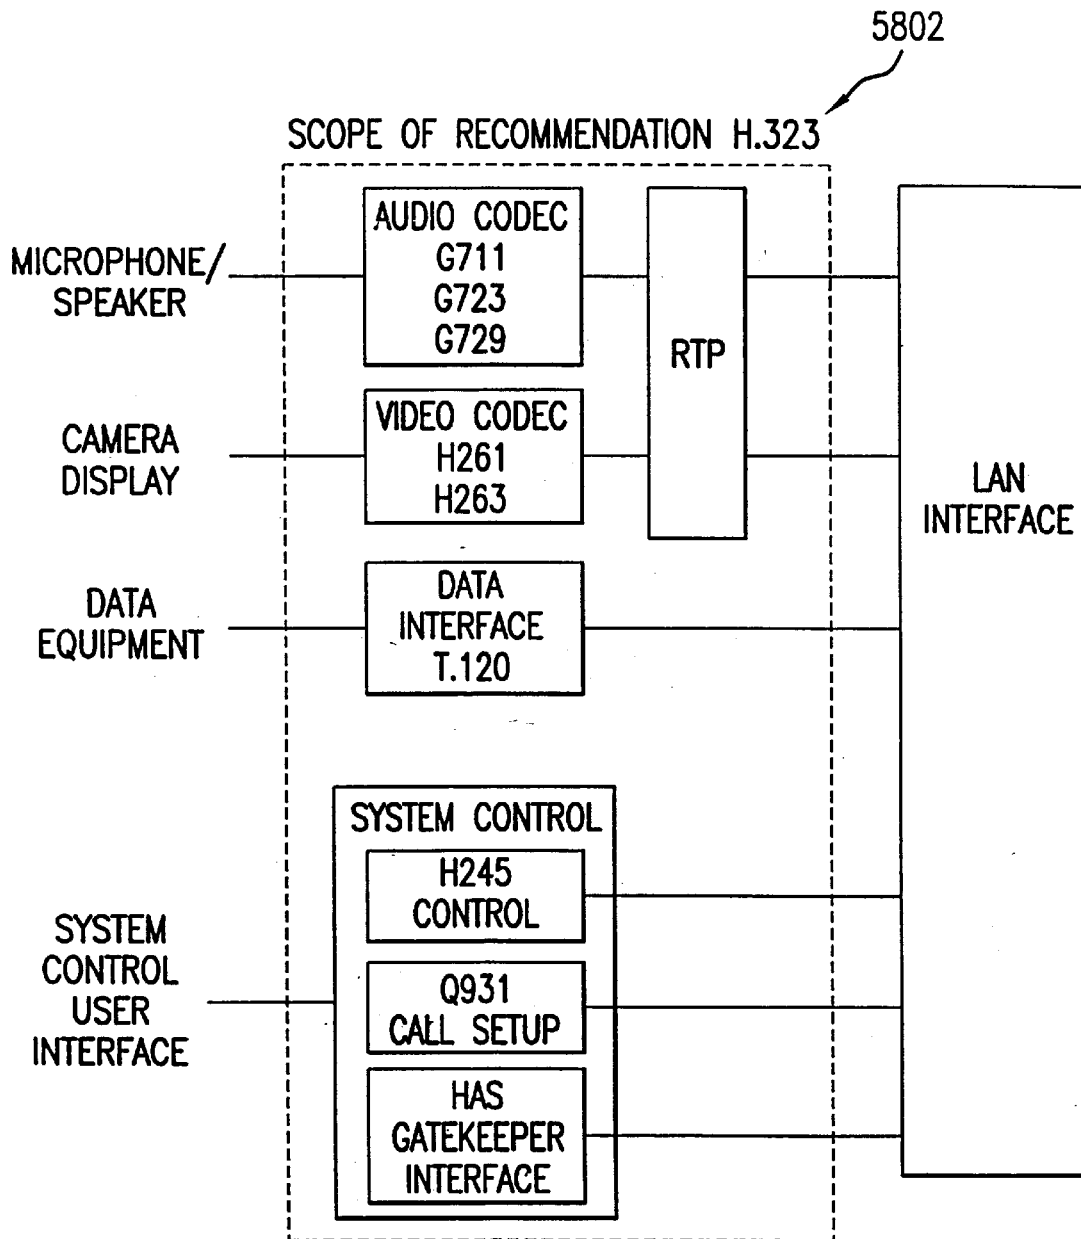 5802
SCOPE OF RECOMMENDATION H.323
MICROPHONE/
SPEAKER
AUDIO CODEC
G711
G723
G729
RTP
CAMERA
DISPLAY
VIDEO CODEC
H261
H263
LAN
INTERFACE
DATA
EQUIPMENT
DATA
INTERFACE
T.120
SYSTEM
CONTROL
USER
INTERFACE
SYSTEM CONTROL
H245
CONTROL
Q931
CALL SETUP
HAS
GATEKEEPER
INTERFACE